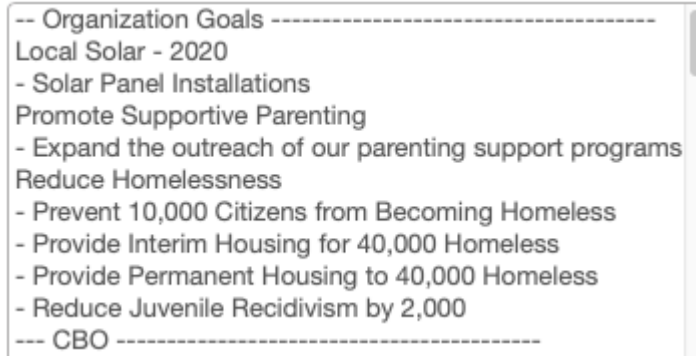 -- Organization Goals -------------------------------------
Local Solar - 2020
- Solar Panel Installations
Promote Supportive Parenting
- Expand the outreach of our parenting support programs
Reduce Homelessness
- Prevent 10,000 Citizens from Becoming Homeless
- Provide Interim Housing for 40,000 Homeless
- Provide Permanent Housing to 40,000 Homeless
- Reduce Juvenile Recidivism by 2,000
--- CBO -----------------------------------------